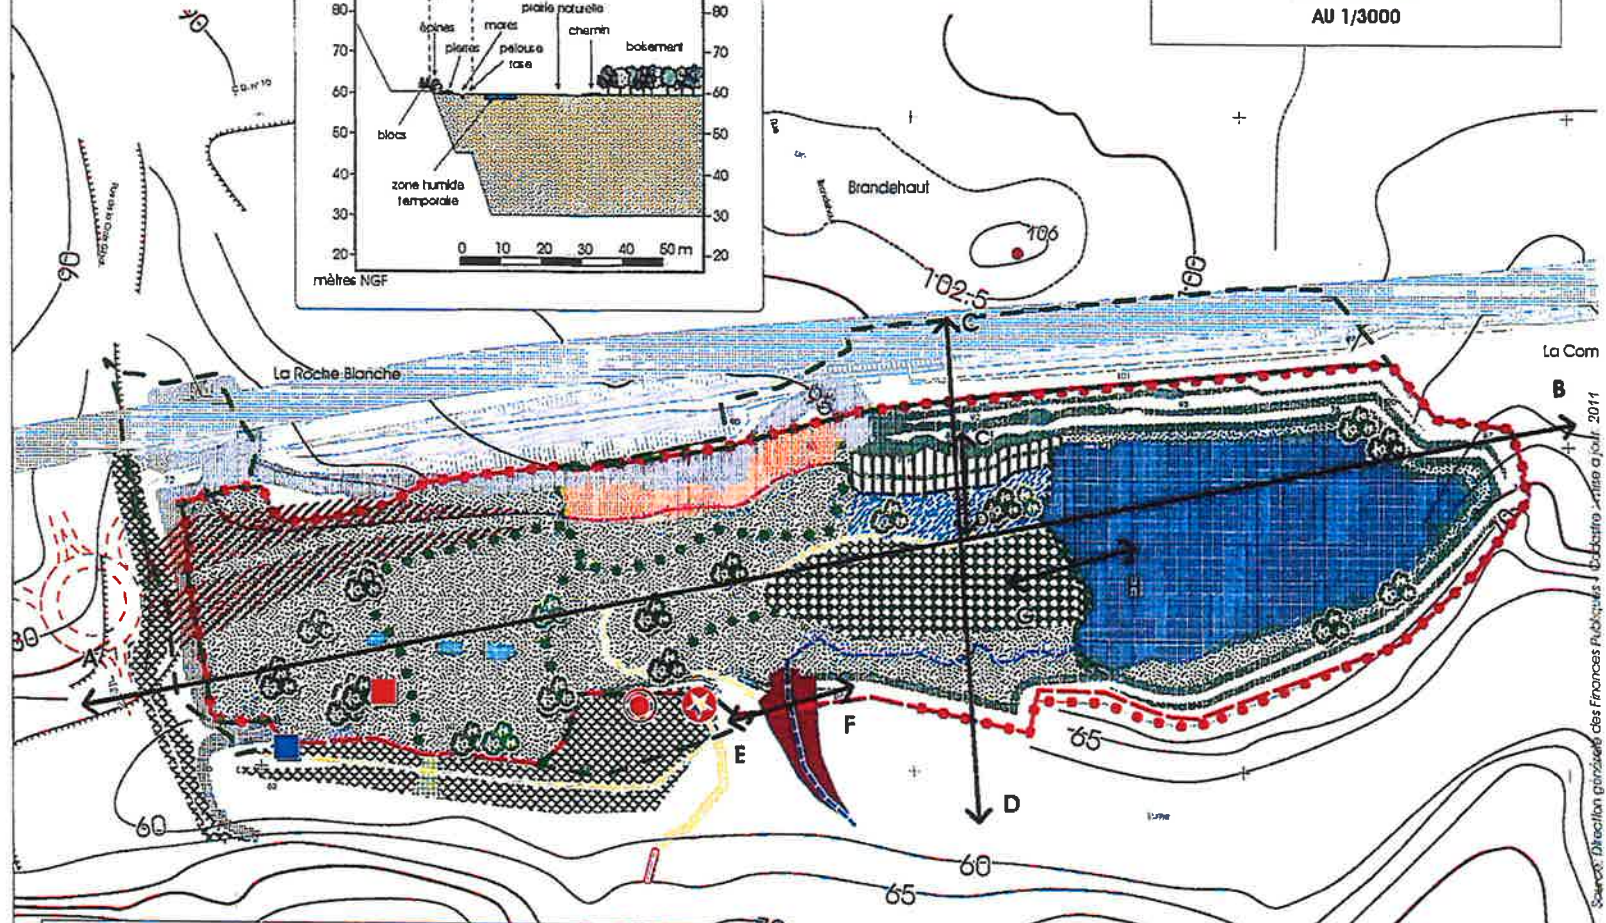 AU 1/3000
80
70
60
50
40
30
20
80
70
60
50
40
30
20
prairie naturelle
épines
mares
pierres
pelouse
rase
chemin
boisement
blocs
zone humide
temporaire
0 10 20 30 40 50 m
mètres NGF
70
C.D. n° 10
90
Brandehaut
106
102.5
100
La Roche Blanche
La Com
C
B
C'
A
H
G
E
F
D
80
60
65
60
65
Source: Direction générale des Finances Publiques - Cadastre ; mise à jour : 2011